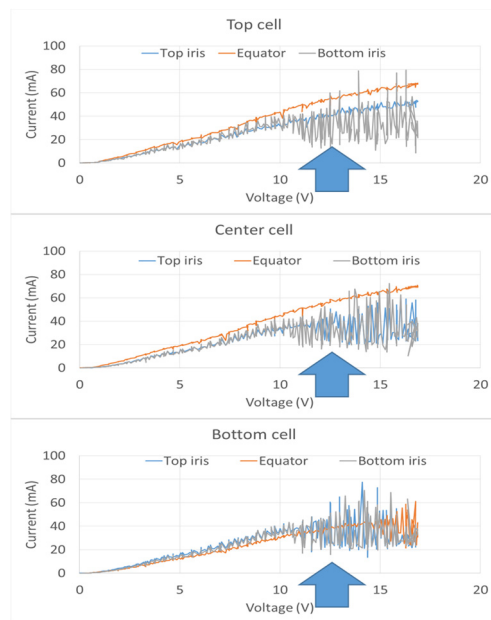 Top cell
Top iris Equator Bottom iris
100
80
60
40
20
0
Current (mA)
0 5 10 15 20
Voltage (V)
Center cell
Top iris Equator Bottom iris
100
80
60
40
20
0
Current (mA)
0 5 10 15 20
Voltage (V)
Bottom cell
Top iris Equator Bottom iris
100
80
60
40
20
0
Current (mA)
0 5 10 15 20
Voltage (V)